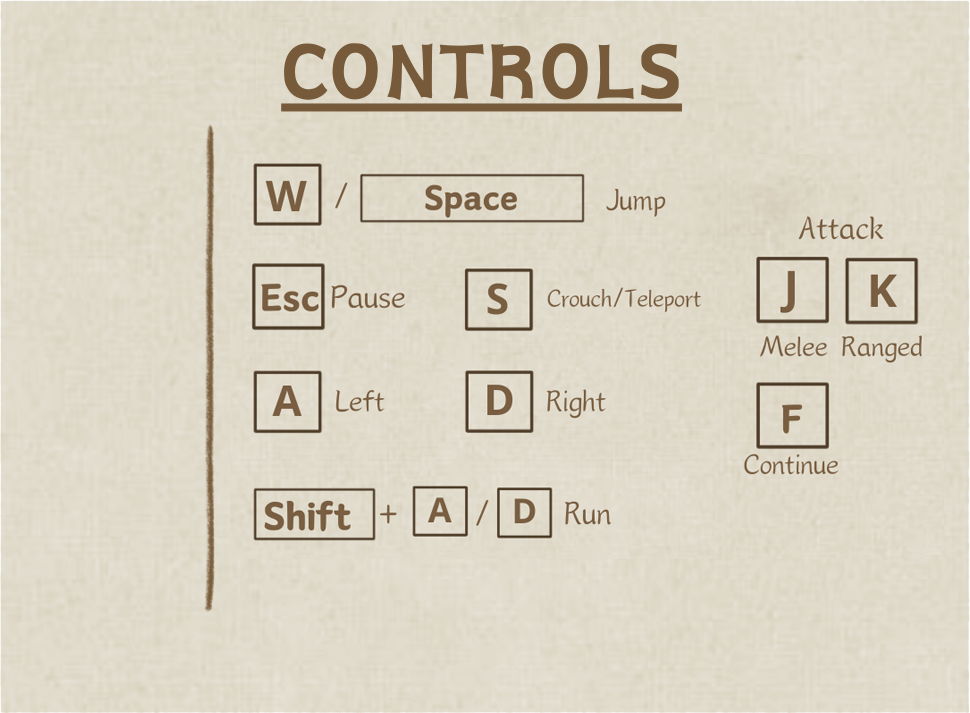 CONTROLS
W / Space Jump
Attack
Esc Pause S Crouch/Teleport J K
Melee Ranged
A Left D Right F
Continue
Shift + A / D Run